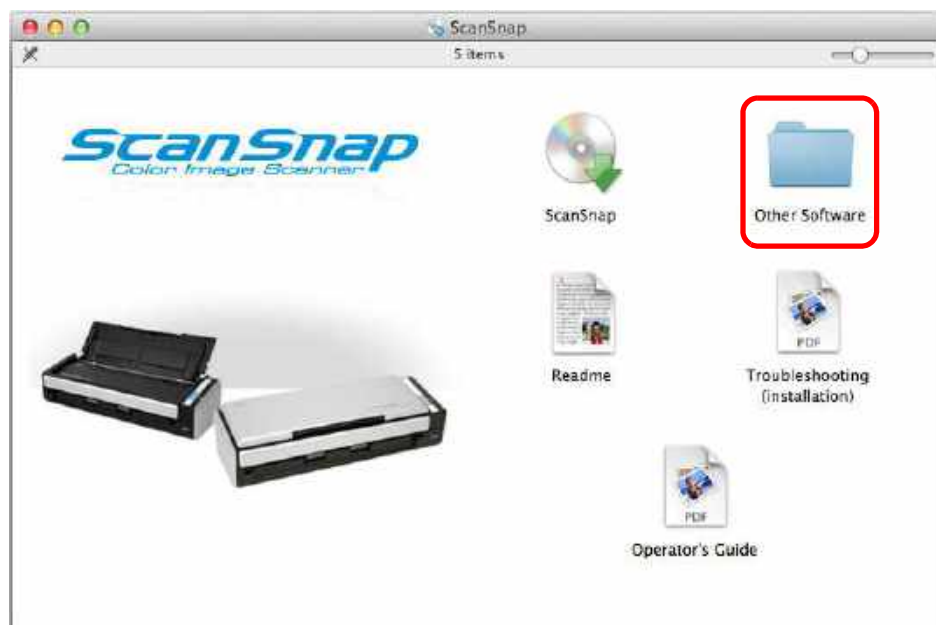 ScanSnap
5 items
ScanSnap
Color Image Scanner
ScanSnap
Other Software
Readme
Troubleshooting
(installation)
Operator's Guide
PDF
PDF